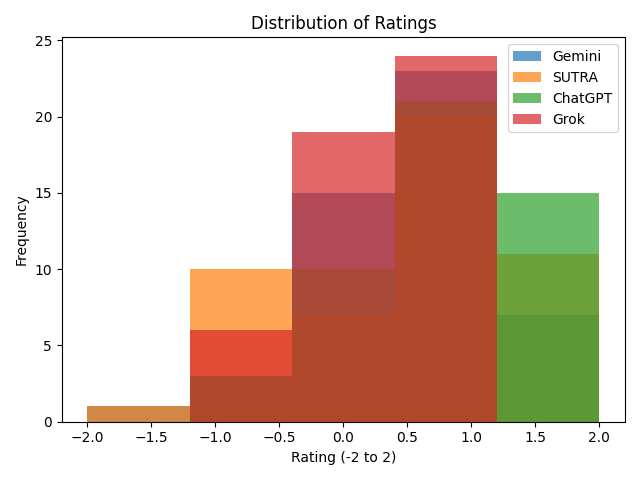 Distribution of Ratings
Gemini
SUTRA
ChatGPT
Grok
25
20
15
10
5
0
Frequency
−2.0 −1.5 −1.0 −0.5 0.0 0.5 1.0 1.5 2.0
Rating (-2 to 2)